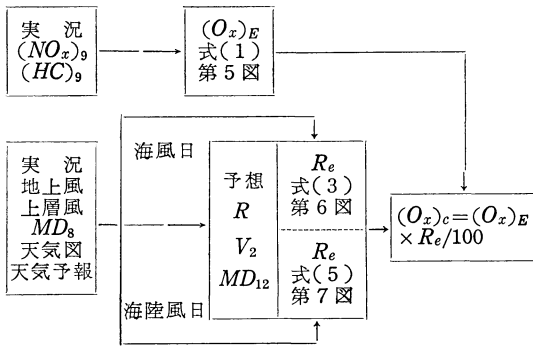 実況
(NOx)9
(HC)9
(Ox)E
式(1)
第5図
実況
地上風
上層風
MD8
天気図
天気予報
海風日
海陸風日
予想
R
V2
MD12
Re
式(3)
第6図
Re
式(5)
第7図
(Ox)c=(Ox)E
×Re/100